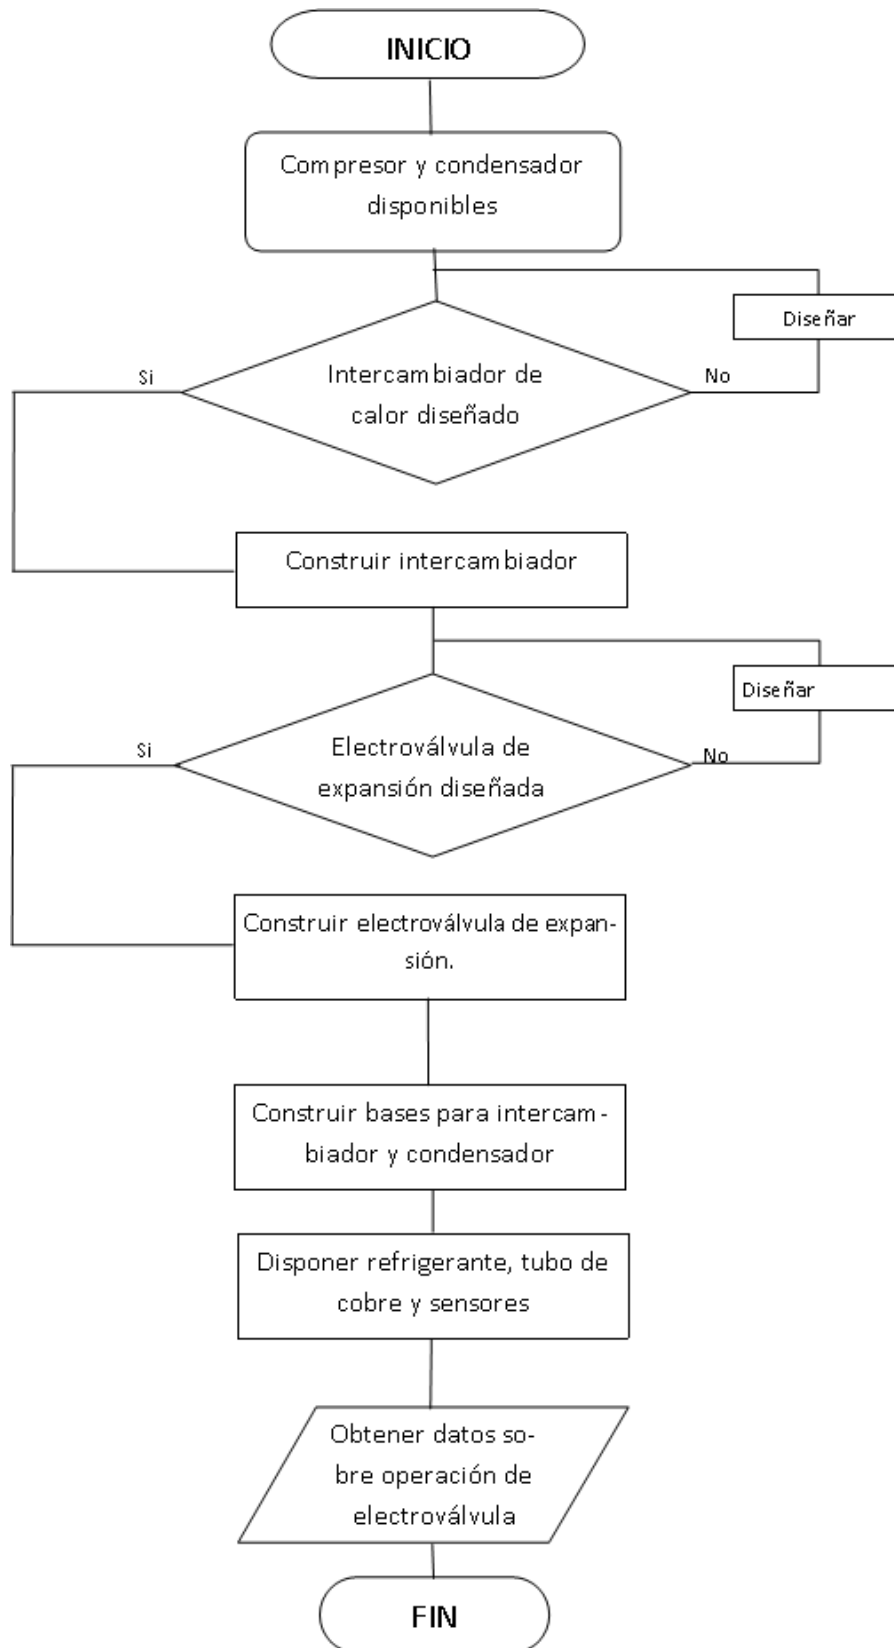 INICIO
Compresor y condensador
disponibles
Diseñar
Si
Intercambiador de
calor diseñado
No
Construir intercambiador
Diseñar
Si
Electroválvula de
expansión diseñada
No
Construir electroválvula de expan-
sión.
Construir bases para intercam-
biador y condensador
Disponer refrigerante, tubo de
cobre y sensores
Obtener datos so-
bre operación de
electroválvula
FIN